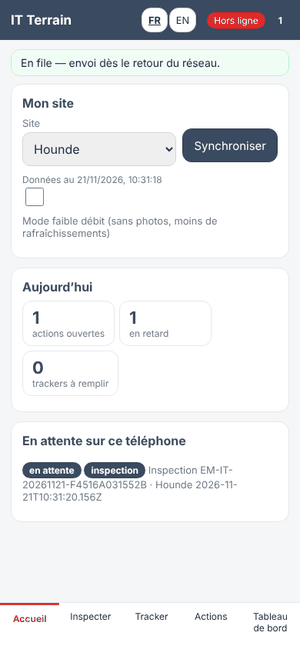 IT Terrain FR EN Hors ligne 1
En file — envoi dès le retour du réseau.
Mon site
Site
Hounde Synchroniser
Données au 21/11/2026, 10:31:18
Mode faible débit (sans photos, moins de
rafraîchissements)
Aujourd'hui
1 1
actions ouvertes en retard
0
trackers à remplir
En attente sur ce téléphone
en attente inspection Inspection EM-IT-
20261121-F4516A031552B · Hounde 2026-11-
21T10:31:20.156Z
Accueil Inspecter Tracker Actions Tableau
de bord